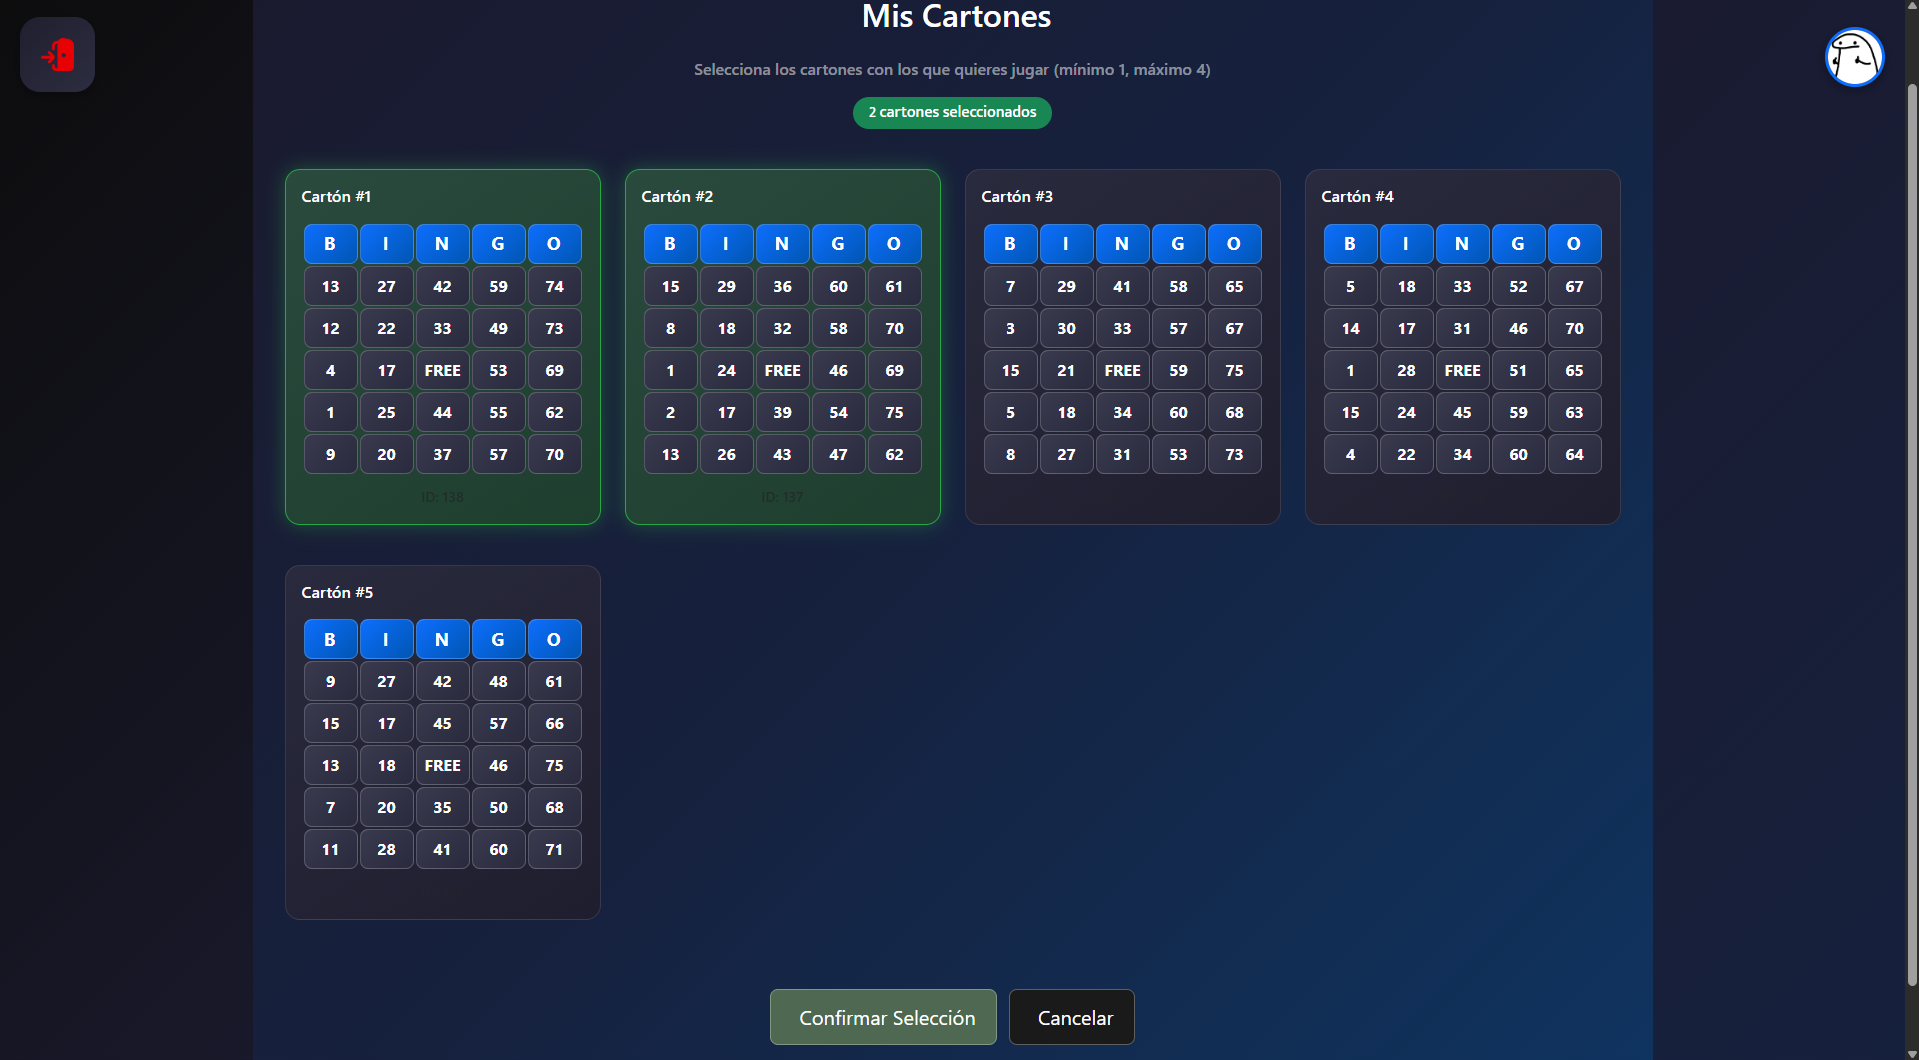 Mis Cartones
Selecciona los cartones con los que quieres jugar (mínimo 1, máximo 4)
2 cartones seleccionados
Cartón #1
B I N G O
13 27 42 59 74
12 22 33 49 73
4 17 FREE 53 69
1 25 44 55 62
9 20 37 57 70
ID: 138
Cartón #2
B I N G O
15 29 36 60 61
8 18 32 58 70
1 24 FREE 46 69
2 17 39 54 75
13 26 43 47 62
ID: 137
Cartón #3
B I N G O
7 29 41 58 65
3 30 33 57 67
15 21 FREE 59 75
5 18 34 60 68
8 27 31 53 73
Cartón #4
B I N G O
5 18 33 52 67
14 17 31 46 70
1 28 FREE 51 65
15 24 45 59 63
4 22 34 60 64
Cartón #5
B I N G O
9 27 42 48 61
15 17 45 57 66
13 18 FREE 46 75
7 20 35 50 68
11 28 41 60 71
Confirmar Selección
Cancelar